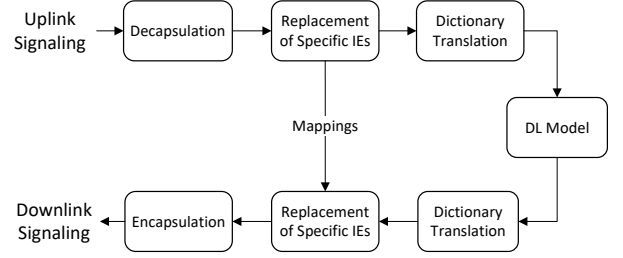 Uplink
Signaling
Decapsulation
Replacement
of Specific IEs
Dictionary
Translation
Mappings
DL Model
Downlink
Signaling
Encapsulation
Replacement
of Specific IEs
Dictionary
Translation